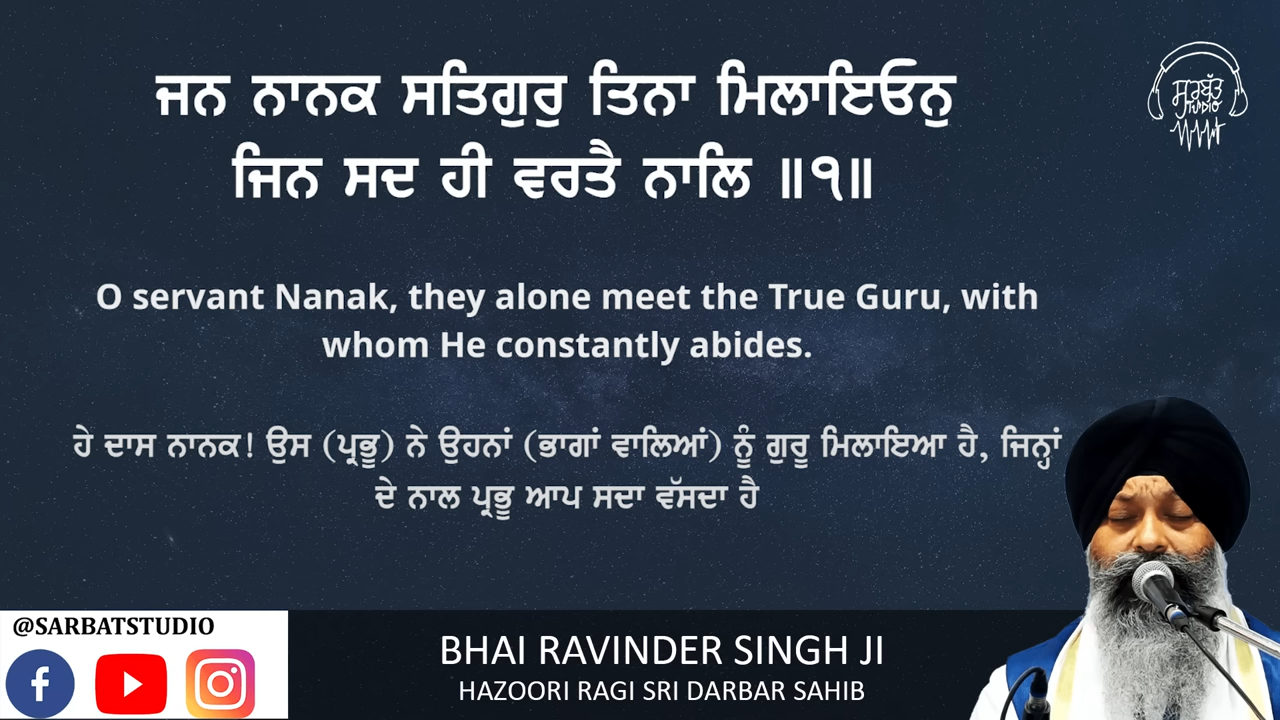 ਜਨ ਨਾਨਕ ਸਤਿਗੁਰੁ ਤਿਨਾ ਮਿਲਾਇਓਨੁ
ਜਿਨ ਸਦ ਹੀ ਵਰਤੈ ਨਾਲਿ ॥੧॥
ਸਰਬੱਤ
O servant Nanak, they alone meet the True Guru, with
whom He constantly abides.
ਹੇ ਦਾਸ ਨਾਨਕ! ਉਸ (ਪ੍ਰਭੂ) ਨੇ ਉਹਨਾਂ (ਭਾਗਾਂ ਵਾਲਿਆਂ) ਨੂੰ ਗੁਰੂ ਮਿਲਾਇਆ ਹੈ, ਜਿਨ੍ਹਾਂ
ਦੇ ਨਾਲ ਪ੍ਰਭੂ ਆਪ ਸਦਾ ਵੱਸਦਾ ਹੈ
@SARBATSTUDIO
BHAI RAVINDER SINGH JI
HAZOORI RAGI SRI DARBAR SAHIB